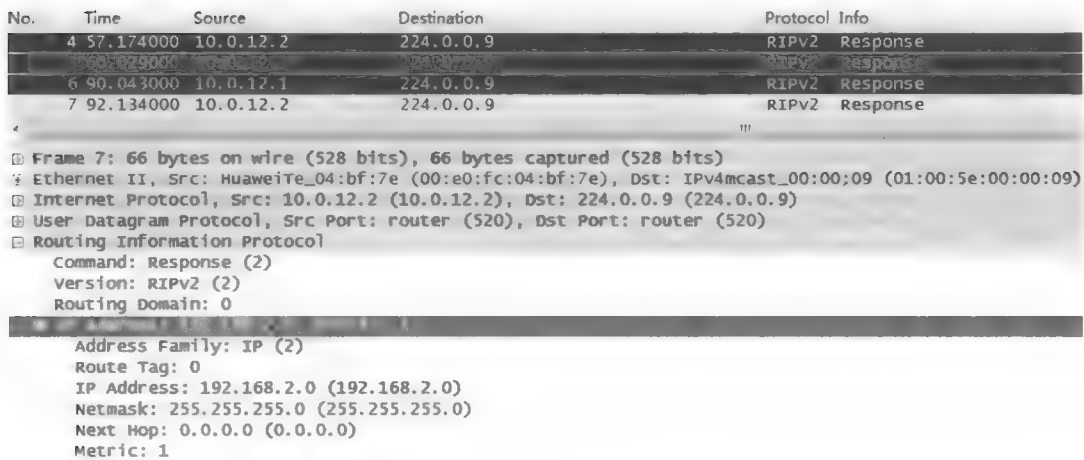 No. Time Source Destination Protocol Info
4 57.174000 10.0.12.2 224.0.0.9 RIPv2 Response
6 90.043000 10.0.12.1 224.0.0.9 RIPv2 Response
7 92.134000 10.0.12.2 224.0.0.9 RIPv2 Response
Frame 7: 66 bytes on wire (528 bits), 66 bytes captured (528 bits)
Ethernet II, Src: HuaweiTe_04:bf:7e (00:e0:fc:04:bf:7e), Dst: IPv4mcast_00:00;09 (01:00:5e:00:00:09)
Internet Protocol, Src: 10.0.12.2 (10.0.12.2), Dst: 224.0.0.9 (224.0.0.9)
User Datagram Protocol, Src Port: router (520), Dst Port: router (520)
Routing Information Protocol
Command: Response (2)
Version: RIPv2 (2)
Routing Domain: 0
Address Family: IP (2)
Route Tag: 0
IP Address: 192.168.2.0 (192.168.2.0)
Netmask: 255.255.255.0 (255.255.255.0)
Next Hop: 0.0.0.0 (0.0.0.0)
Metric: 1